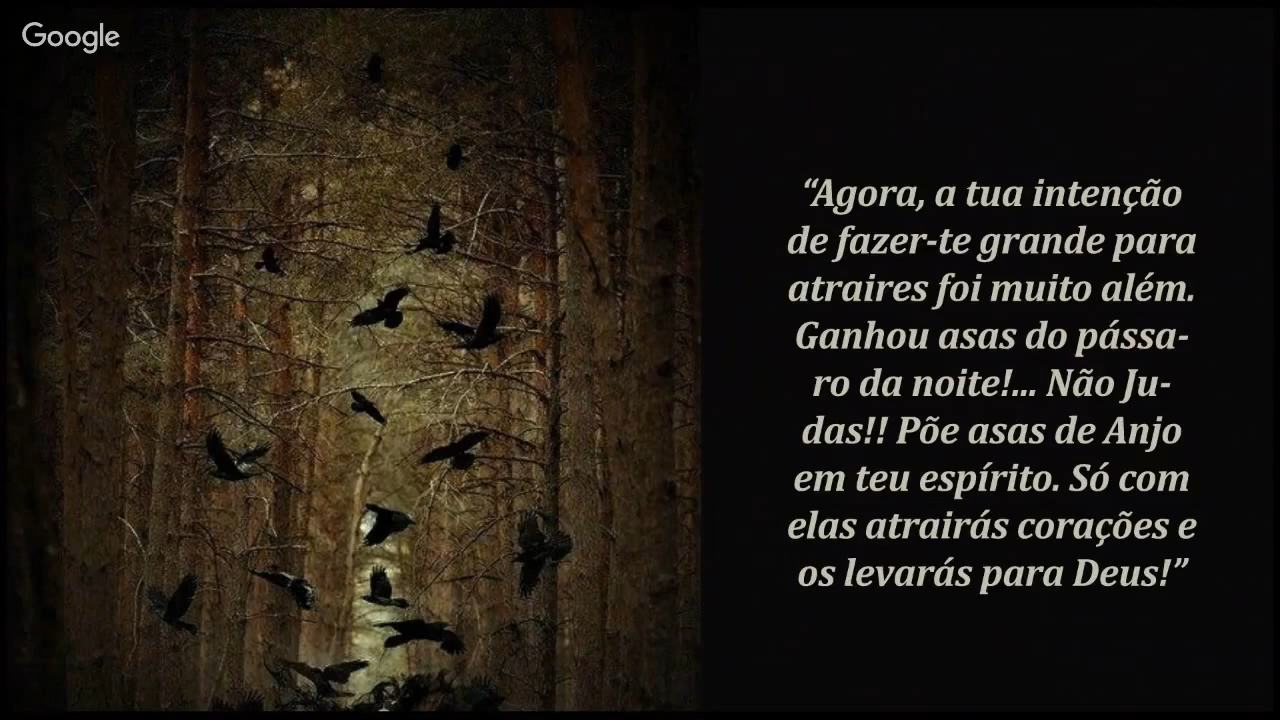 Google
“Agora, a tua intenção
de fazer-te grande para
atraires foi muito além.
Ganhou asas do pássa-
ro da noite!... Não Ju-
das!! Põe asas de Anjo
em teu espírito. Só com
elas atrairás corações e
os levarás para Deus!”